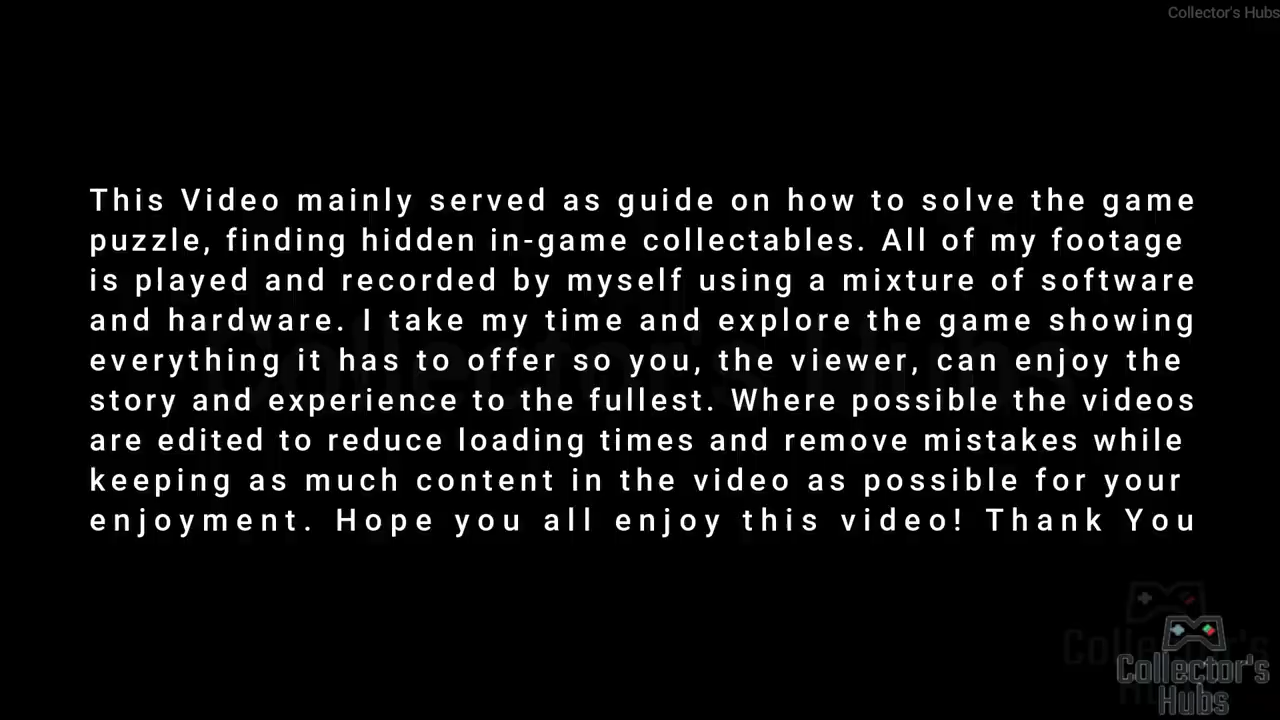 Collector's Hubs
This Video mainly served as guide on how to solve the game
puzzle, finding hidden in-game collectables. All of my footage
is played and recorded by myself using a mixture of software
and hardware. I take my time and explore the game showing
everything it has to offer so you, the viewer, can enjoy the
story and experience to the fullest. Where possible the videos
are edited to reduce loading times and remove mistakes while
keeping as much content in the video as possible for your
enjoyment. Hope you all enjoy this video! Thank You
Collector's
Hubs